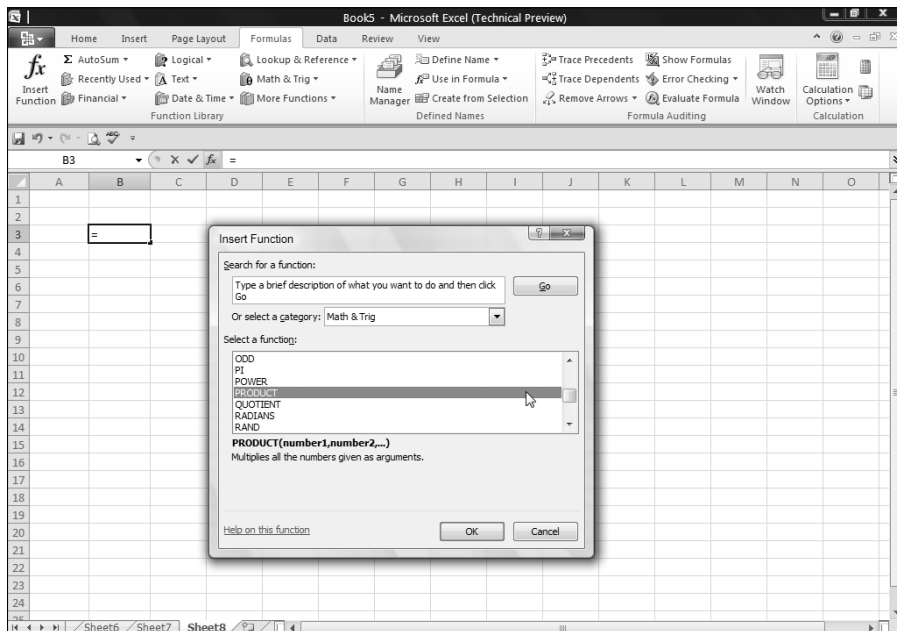 Book5 - Microsoft Excel (Technical Preview)
Home Insert Page Layout Formulas Data Review View
fx Σ AutoSum Logical Lookup & Reference Define Name Trace Precedents Show Formulas
Recently Used Text Math & Trig Use in Formula Trace Dependents Error Checking
Insert Function Financial Date & Time More Functions Name Manager Create from Selection Remove Arrows Evaluate Formula Watch Window Calculation Options
Function Library Defined Names Formula Auditing Calculation
B3 fx =
A B C D E F G H I J K L M N O
1
2
3 =
4
5
6
7
8
9
10
11
12
13
14
15
16
17
18
19
20
21
22
23
24
25
Insert Function
Search for a function:
Type a brief description of what you want to do and then click
Go
Go
Or select a category: Math & Trig
Select a function:
ODD
PI
POWER
PRODUCT
QUOTIENT
RADIANS
RAND
PRODUCT(number1,number2,...)
Multiplies all the numbers given as arguments.
Help on this function OK Cancel
Sheet6 Sheet7 Sheet8